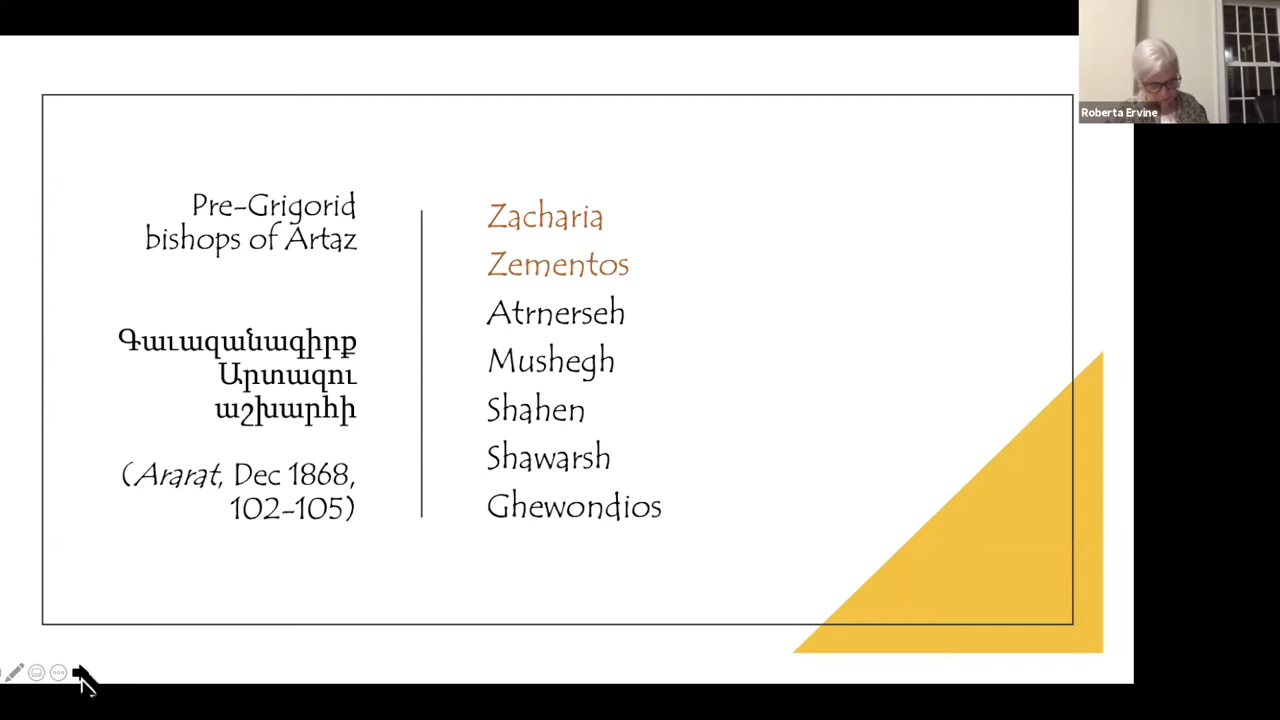 Pre-Grigorid
bishops of Artaz
Գաւազանագիրք
Արտազու
աշխարհի
(Ararat, Dec 1868,
102-105)
Zacharia
Zementos
Atrnerseh
Mushegh
Shahen
Shawarsh
Ghewondios
Roberta Ervine